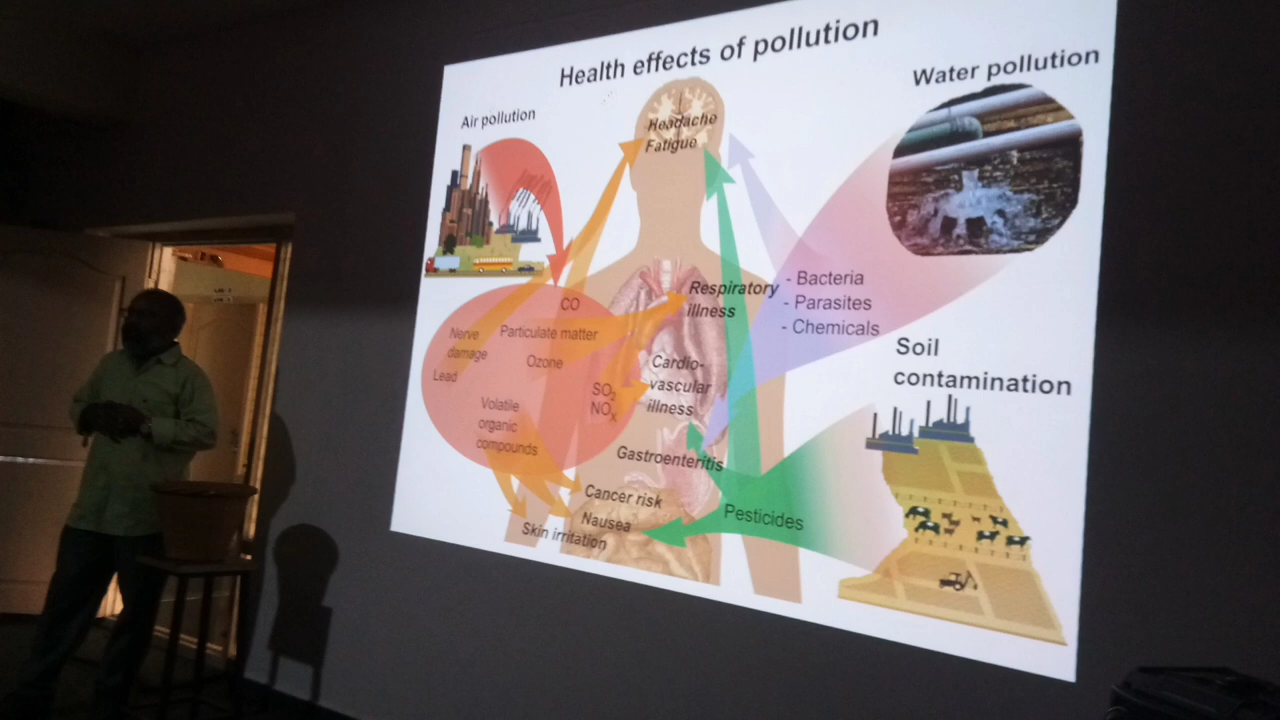 Health effects of pollution
Air pollution
Water pollution
Headache
Fatigue
CO
Particulate matter
Nerve
damage
Ozone
Lead
SO₂
NOₓ
Volatile
organic
compounds
Respiratory
illness
Cardio-
vascular
illness
Gastroenteritis
Cancer risk
Nausea
Skin irritation
- Bacteria
- Parasites
- Chemicals
Soil
contamination
Pesticides